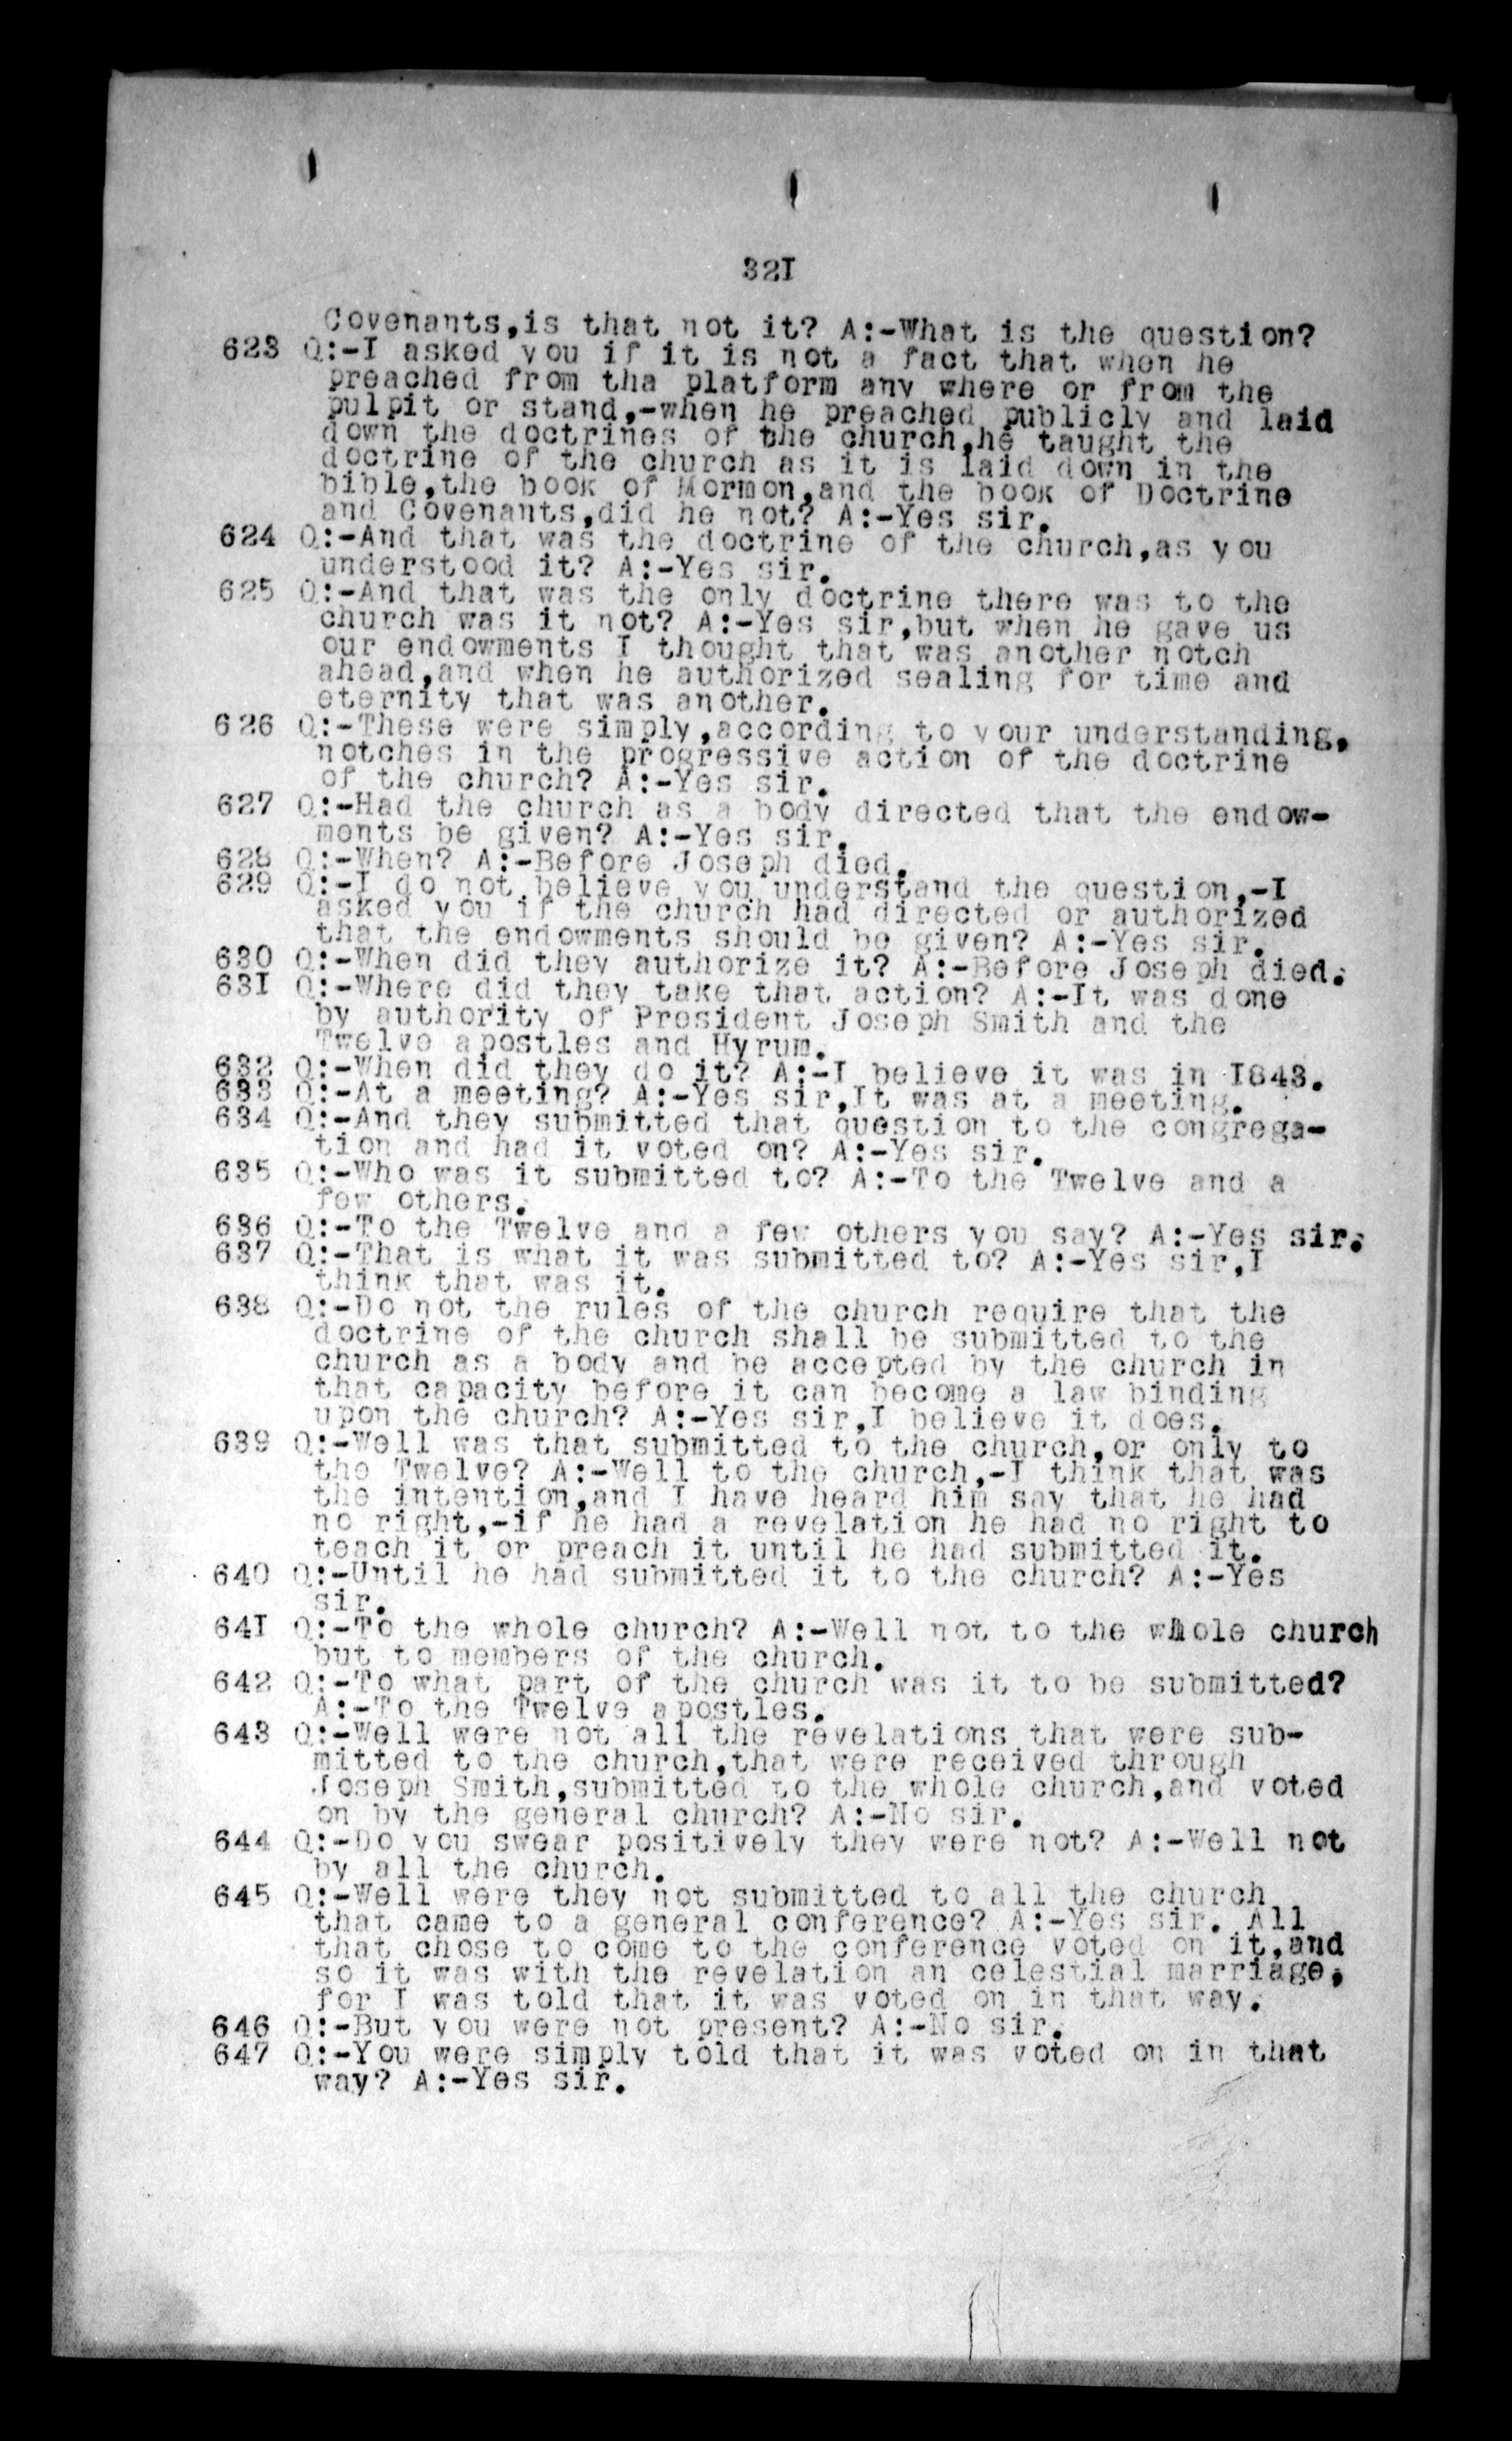 321
Covenants,is that not it? A:-What is the question?
623 Q:-I asked you if it is not a fact that when he
preached from tha platform any where or from the
pulpit or stand,-when he preached publicly and laid
down the doctrines of the church,he taught the
doctrine of the church as it is laid down in the
bible,the book of Mormon,and the book of Doctrine
and Covenants,did he not? A:-Yes sir.
624 Q:-And that was the doctrine of the church,as you
understood it? A:-Yes sir.
625 Q:-And that was the only doctrine there was to the
church was it not? A:-Yes sir,but when he gave us
our endowments I thought that was another notch
ahead,and when he authorized sealing for time and
eternity that was another.
626 Q:-These were simply,according to your understanding,
notches in the progressive action of the doctrine
of the church? A:-Yes sir.
627 Q:-Had the church as a body directed that the endow-
ments be given? A:-Yes sir.
628 Q:-When? A:-Before Joseph died.
629 Q:-I do not believe you understand the question,-I
asked you if the church had directed or authorized
that the endowments should be given? A:-Yes sir.
630 Q:-When did they authorize it? A:-Before Joseph died.
631 Q:-Where did they take that action? A:-It was done
by authority of President Joseph Smith and the
Twelve apostles and Hyrum.
632 Q:-When did they do it? A:-I believe it was in 1843.
633 Q:-At a meeting? A:-Yes sir,It was at a meeting.
634 Q:-And they submitted that question to the congrega-
tion and had it voted on? A:-Yes sir.
635 Q:-Who was it submitted to? A:-To the Twelve and a
few others.
636 Q:-To the Twelve and a few others you say? A:-Yes sir.
637 Q:-That is what it was submitted to? A:-Yes sir,I
think that was it.
638 Q:-Do not the rules of the church require that the
doctrine of the church shall be submitted to the
church as a body and be accepted by the church in
that capacity before it can become a law binding
upon the church? A:-Yes sir,I believe it does.
639 Q:-Well was that submitted to the church,or only to
the Twelve? A:-Well to the church,-I think that was
the intention,and I have heard him say that he had
no right,-if he had a revelation he had no right to
teach it or preach it until he had submitted it.
640 Q:-Until he had submitted it to the church? A:-Yes
sir.
641 Q:-To the whole church? A:-Well not to the whole church
but to members of the church.
642 Q:-To what part of the church was it to be submitted?
A:-To the Twelve apostles.
643 Q:-Well were not all the revelations that were sub-
mitted to the church,that were received through
Joseph Smith,submitted to the whole church,and voted
on by the general church? A:-No sir.
644 Q:-Do you swear positively they were not? A:-Well not
by all the church.
645 Q:-Well were they not submitted to all the church
that came to a general conference? A:-Yes sir. All
that chose to come to the conference voted on it,and
so it was with the revelation an celestial marriage,
for I was told that it was voted on in that way.
646 Q:-But you were not present? A:-No sir.
647 Q:-You were simply told that it was voted on in that
way? A:-Yes sir.